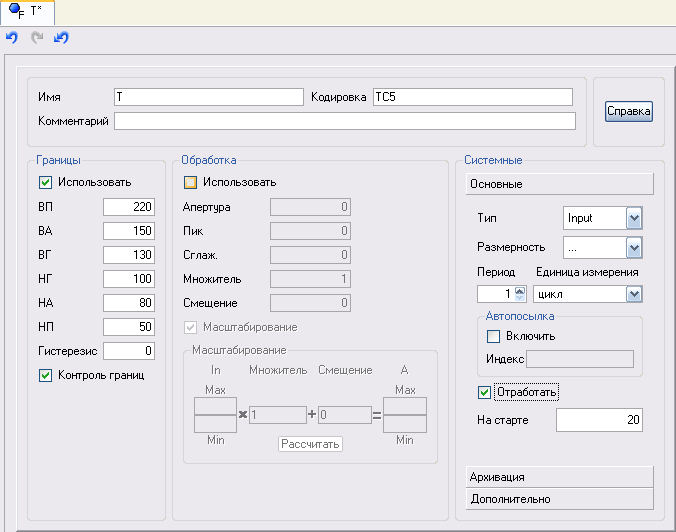 F T*
Имя T Кодировка TC5
Комментарий
Справка
Границы
Использовать
ВП 220
ВА 150
ВГ 130
НГ 100
НА 80
НП 50
Гистерезис 0
Контроль границ
Обработка
Использовать
Апертура 0
Пик 0
Сглаж. 0
Множитель 1
Смещение 0
Масштабирование
Масштабирование
In Множитель Смещение A
Max Max
× 1 + 0 =
Min Min
Рассчитать
Системные
Основные
Тип Input
Размерность ...
Период Единица измерения
1 цикл
Автопосылка
Включить
Индекс
Отработать
На старте 20
Архивация
Дополнительно